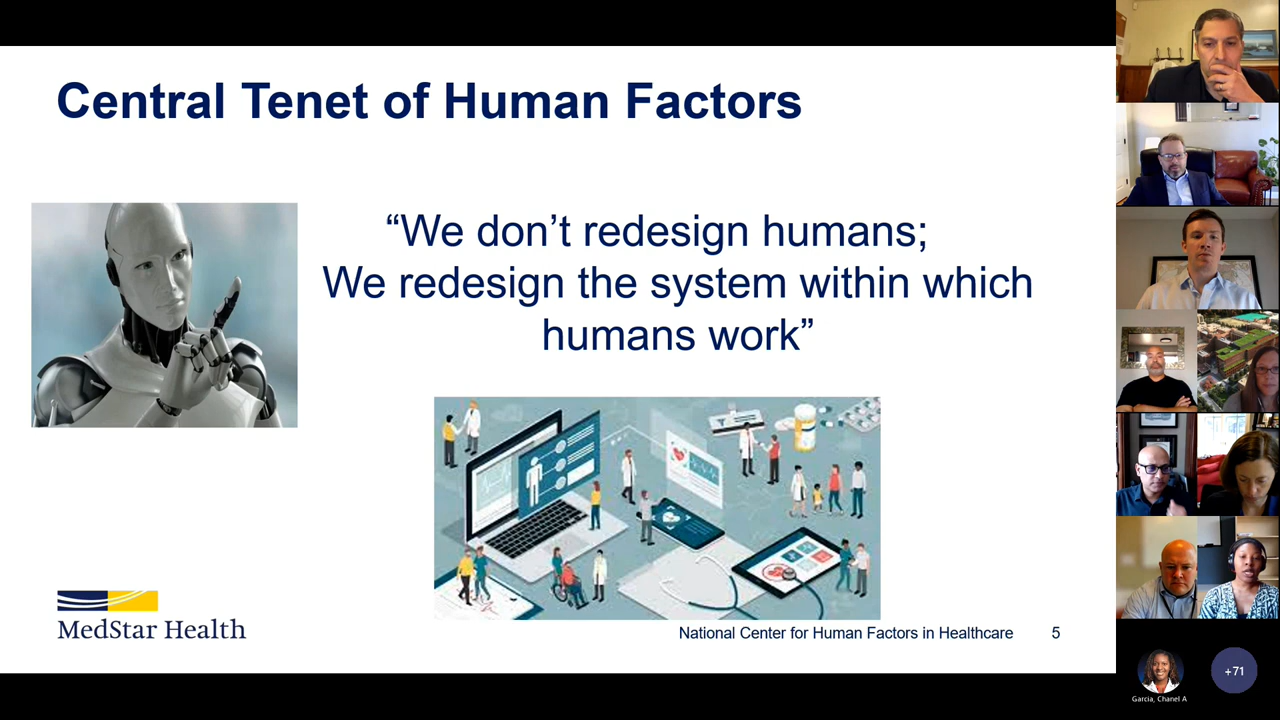 Central Tenet of Human Factors
“We don’t redesign humans;
We redesign the system within which
humans work”
MedStar Health
National Center for Human Factors in Healthcare 5
Garcia, Chanel A
+71